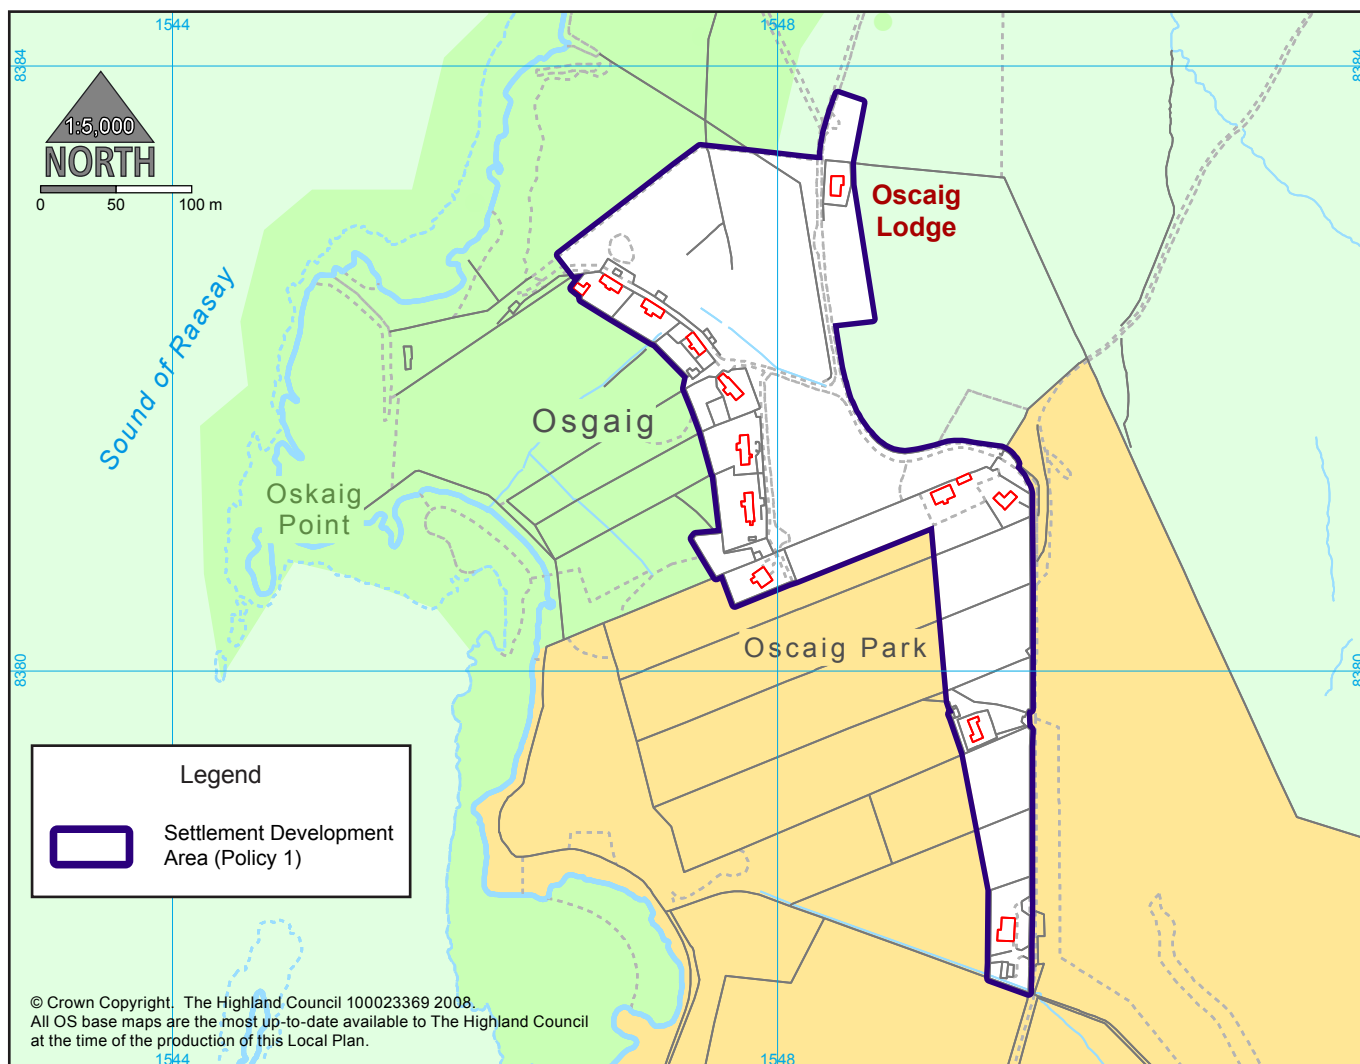 1544
1548
8384
8384
1:5,000
NORTH
0 50 100 m
Oscaig
Lodge
Sound of Raasay
Osgaig
Oskaig
Point
Oscaig Park
8380
8380
Legend
Settlement Development
Area (Policy 1)
© Crown Copyright. The Highland Council 100023369 2008.
All OS base maps are the most up-to-date available to The Highland Council
at the time of the production of this Local Plan.
1544
1548